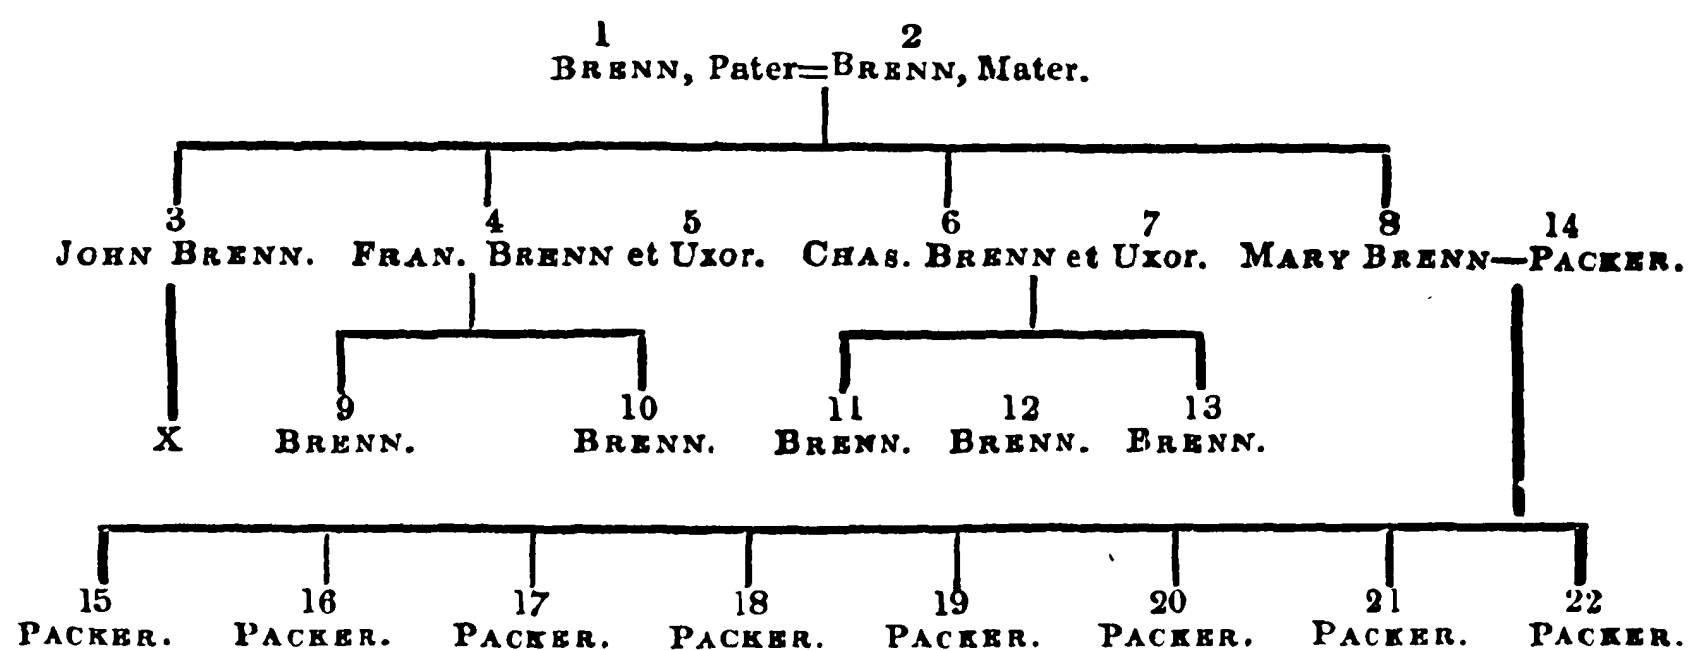 1 2
BRENN, Pater=BRENN, Mater.
3 4 5 6 7 8 14
JOHN BRENN. FRAN. BRENN et Uxor. CHAS. BRENN et Uxor. MARY BRENN—PACKER.
9 10 11 12 13
X BRENN. BRENN. BRENN. BRENN. BRENN.
15 16 17 18 19 20 21 22
PACKER. PACKER. PACKER. PACKER. PACKER. PACKER. PACKER. PACKER.